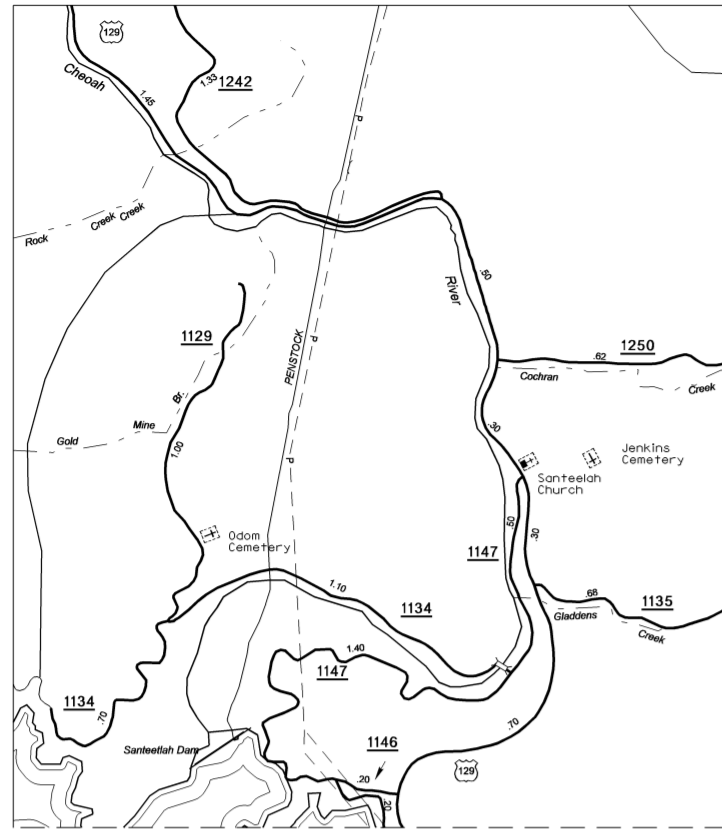 129
Cheoah
1.33
1242
1.45
P
Rock
Creek
Creek
River
.50
1129
PENSTOCK
P
1250
.62
Cochran
Creek
Br.
Mine
Gold
1.00
.30
P
Jenkins
Cemetery
Santeelah
Church
Odom
Cemetery
.50
.30
1147
1.10
1134
.68
1135
Gladdens
Creek
1.40
1147
1134
.70
Santeetlah Dam
1146
.70
.20
129
.20